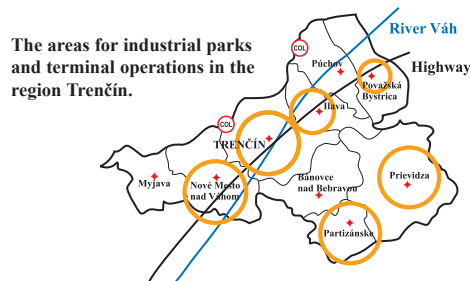 River Váh
The areas for industrial parks
and terminal operations in the
region Trenčín.
COL
Púchov
Highway
Považská
Bystrica
Ilava
COL
TRENČÍN
Bánovce
nad Bebravou
Prievidza
Myjava
Nové Mesto
nad Váhom
Partizánske